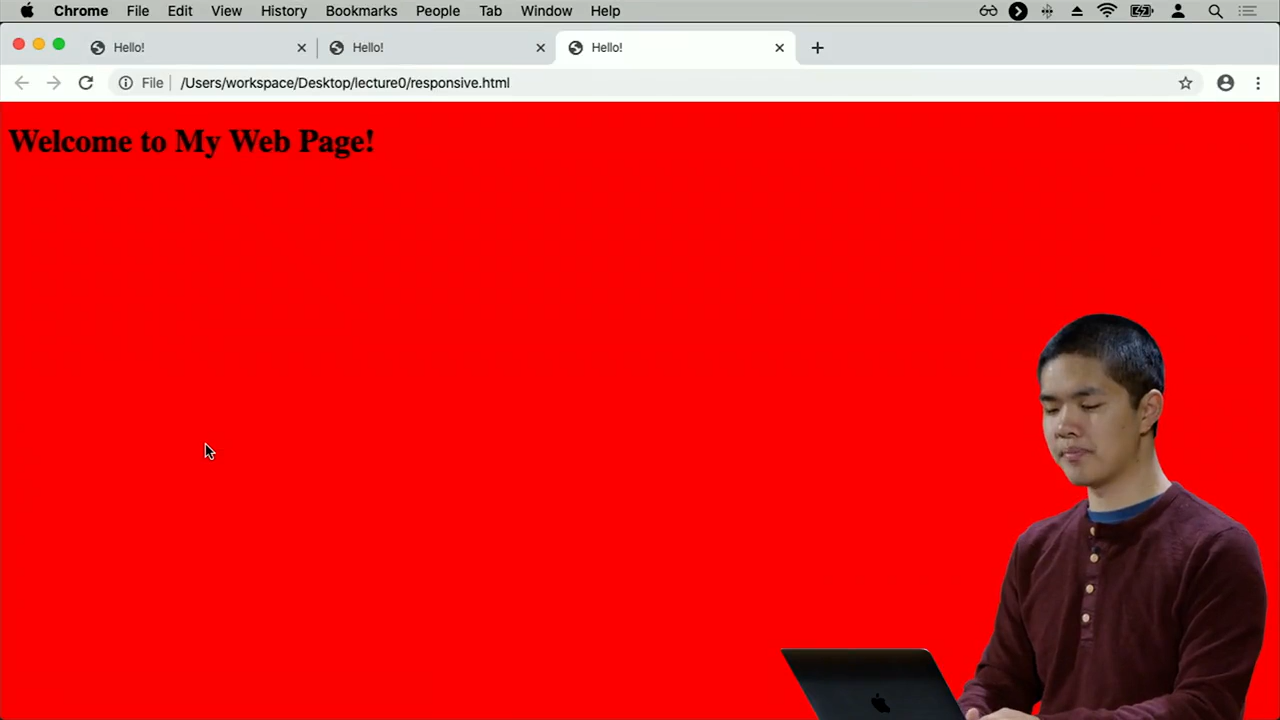 Chrome File Edit View History Bookmarks People Tab Window Help
Hello! Hello! Hello!
File /Users/workspace/Desktop/lecture0/responsive.html
Welcome to My Web Page!